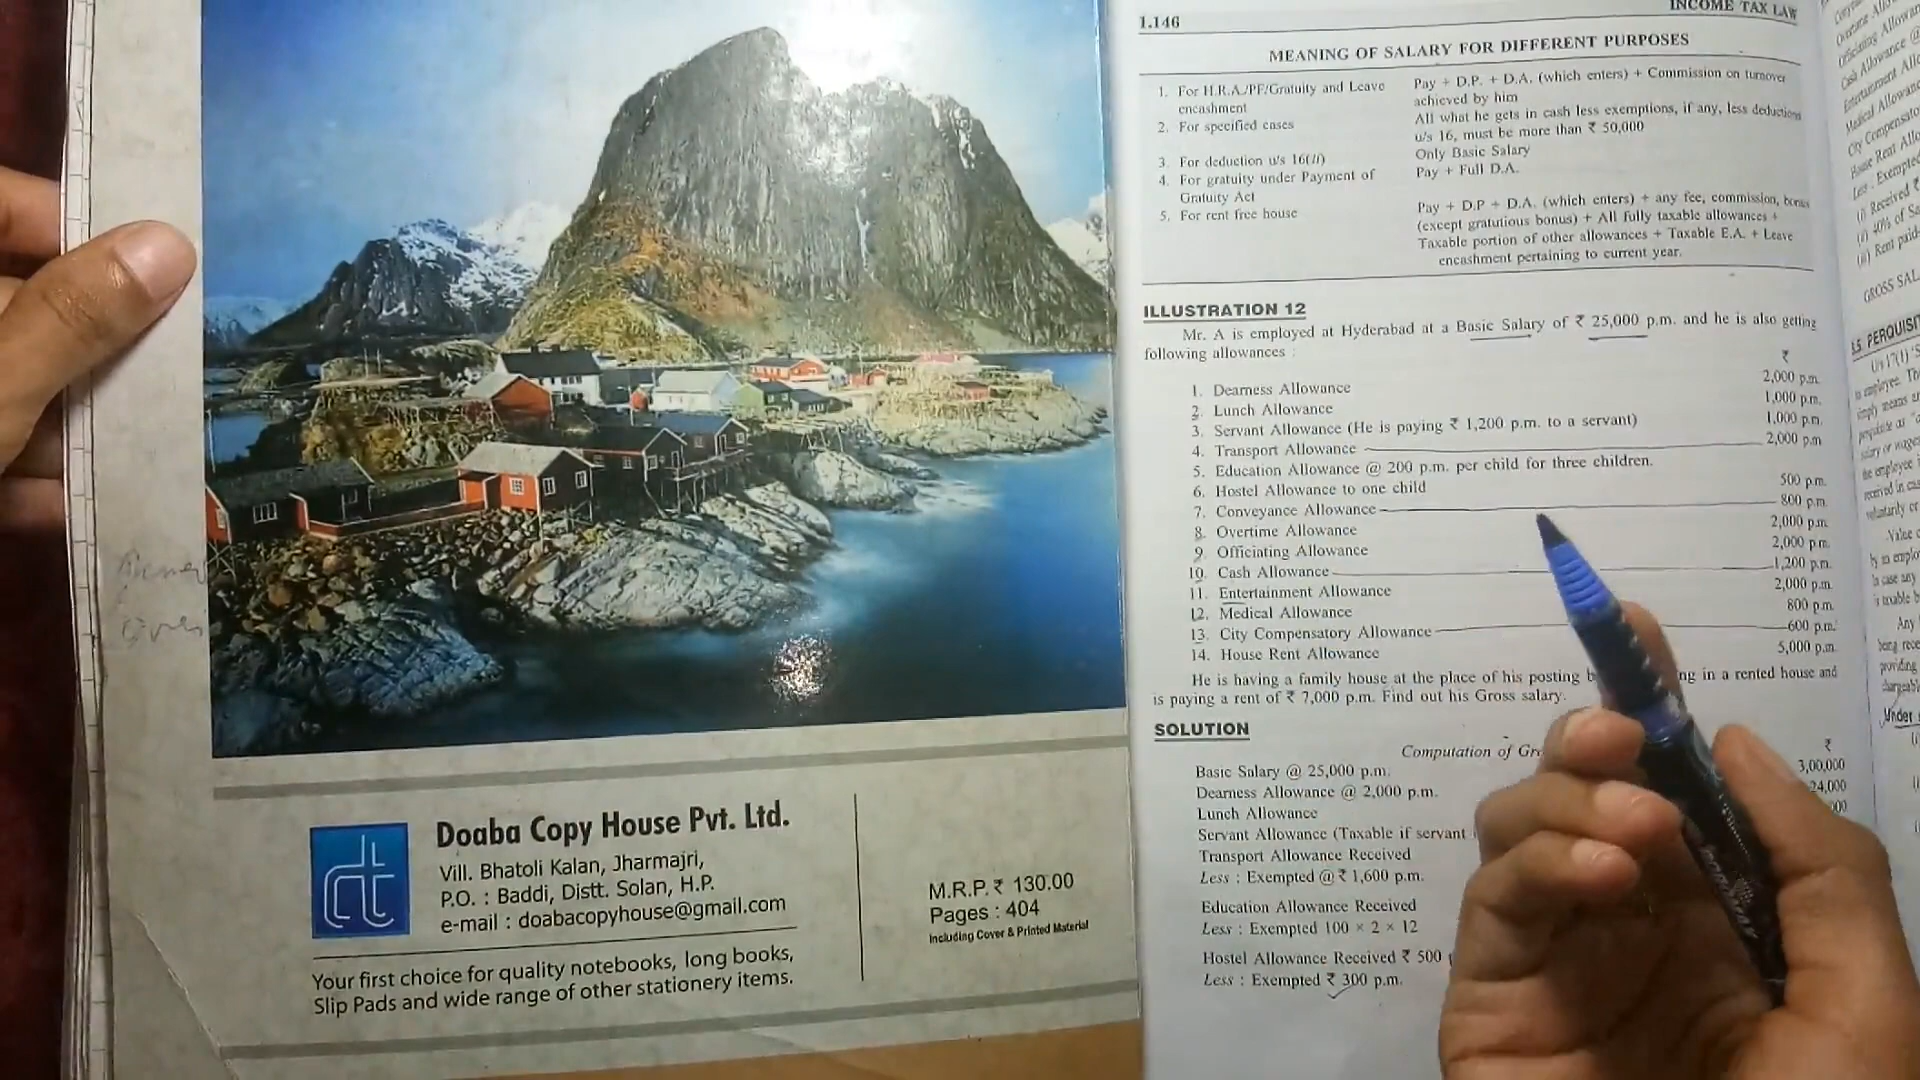 Doaba Copy House Pvt. Ltd.
Vill. Bhatoli Kalan, Jharmajri,
P.O. : Baddi, Distt. Solan, H.P.
e-mail : doabacopyhouse@gmail.com
M.R.P.₹ 130.00
Pages : 404
Including Cover & Printed Material
Your first choice for quality notebooks, long books,
Slip Pads and wide range of other stationery items.
1.146 INCOME TAX LAW
MEANING OF SALARY FOR DIFFERENT PURPOSES
1. For H.R.A./PF/Gratuity and Leave encashment
Pay + D.P. + D.A. (which enters) + Commission on turnover
achieved by him
2. For specified cases
All what he gets in cash less exemptions, if any, less deductions
u/s 16, must be more than ₹ 50,000
3. For deduction u/s 16(ii) Only Basic Salary
4. For gratuity under Payment of Pay + Full D.A.
Gratuity Act
5. For rent free house
Pay + D.P + D.A. (which enters) + any fee, commission, bonus
(except gratutious bonus) + All fully taxable allowances +
Taxable portion of other allowances + Taxable E.A. + Leave
encashment pertaining to current year.
ILLUSTRATION 12
Mr. A is employed at Hyderabad at a Basic Salary of ₹ 25,000 p.m. and he is also getting
following allowances :
₹
1. Dearness Allowance 2,000 p.m.
2. Lunch Allowance 1,000 p.m.
3. Servant Allowance (He is paying ₹ 1,200 p.m. to a servant) 1,000 p.m.
4. Transport Allowance 2,000 p.m
5. Education Allowance @ 200 p.m. per child for three children.
6. Hostel Allowance to one child 500 p.m.
7. Conveyance Allowance 800 p.m.
8. Overtime Allowance 2,000 p.m.
9. Officiating Allowance 2,000 p.m.
10. Cash Allowance 1,200 p.m.
11. Entertainment Allowance 2,000 p.m.
12. Medical Allowance 800 p.m.
13. City Compensatory Allowance 600 p.m.
14. House Rent Allowance 5,000 p.m.
He is having a family house at the place of his posting in a rented house and
is paying a rent of ₹ 7,000 p.m. Find out his Gross salary.
SOLUTION
Computation of
₹
Basic Salary @ 25,000 p.m. 3,00,000
Dearness Allowance @ 2,000 p.m. 24,000
Lunch Allowance
Servant Allowance (Taxable if servant
Transport Allowance Received
Less : Exempted @ ₹ 1,600 p.m.
Education Allowance Received
Less : Exempted 100 × 2 × 12
Hostel Allowance Received ₹ 500
Less : Exempted ₹ 300 p.m.